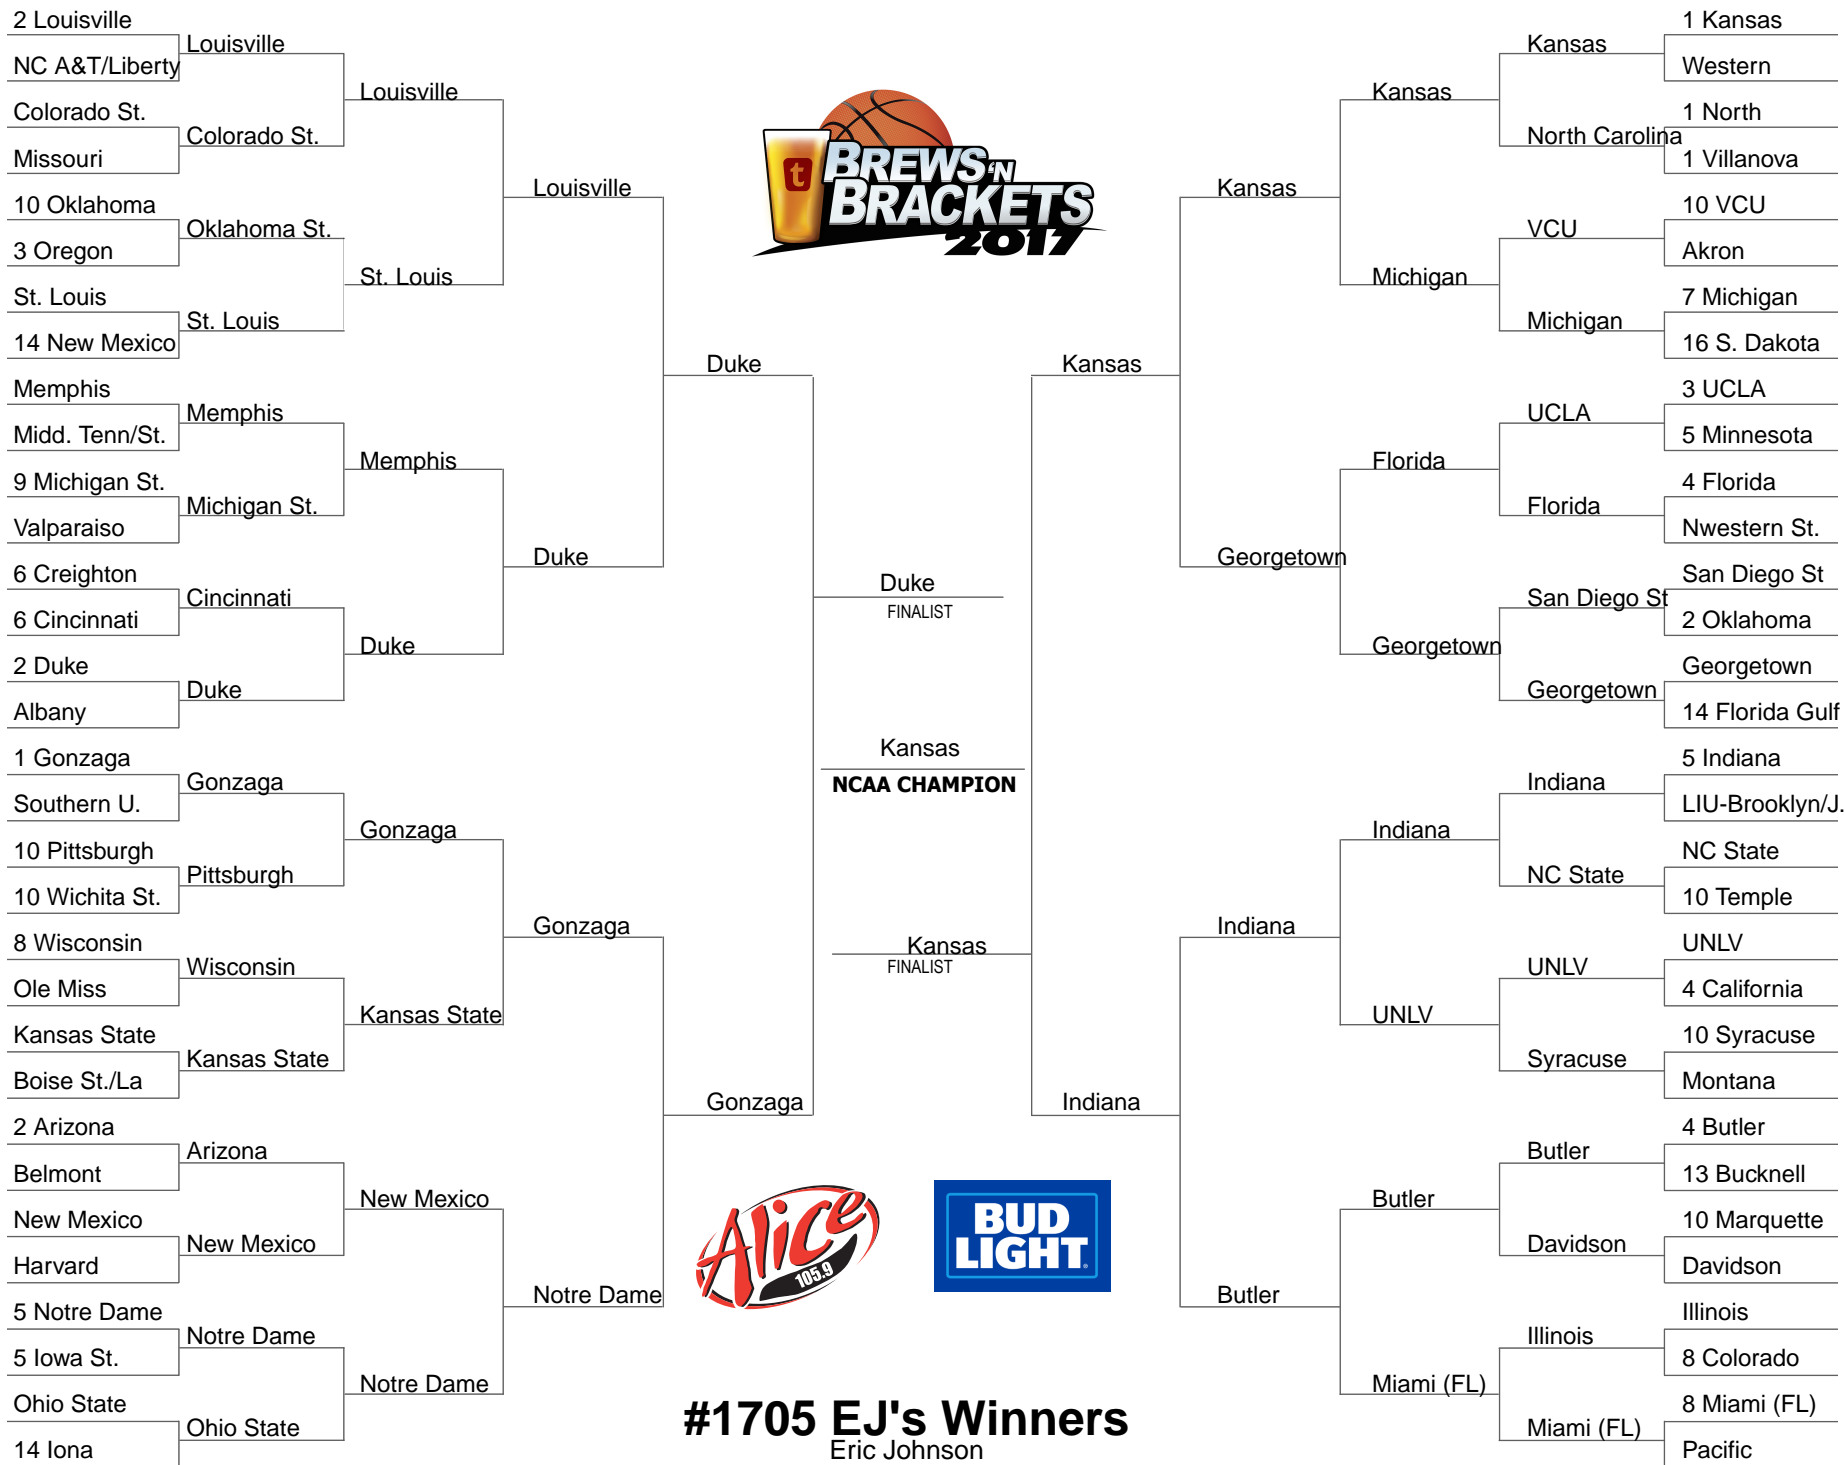 2 Louisville
NC A&T/Liberty
Colorado St.
Missouri
10 Oklahoma
3 Oregon
St. Louis
14 New Mexico
Memphis
Midd. Tenn/St.
9 Michigan St.
Valparaiso
6 Creighton
6 Cincinnati
2 Duke
Albany
1 Gonzaga
Southern U.
10 Pittsburgh
10 Wichita St.
8 Wisconsin
Ole Miss
Kansas State
Boise St./La
2 Arizona
Belmont
New Mexico
Harvard
5 Notre Dame
5 Iowa St.
Ohio State
14 Iona
Louisville
Colorado St.
Oklahoma St.
St. Louis
Memphis
Michigan St.
Cincinnati
Duke
Gonzaga
Pittsburgh
Wisconsin
Kansas State
Arizona
New Mexico
Notre Dame
Ohio State
Louisville
St. Louis
Memphis
Duke
Gonzaga
Kansas State
New Mexico
Notre Dame
Louisville
Duke
Gonzaga
Notre Dame
Duke
Gonzaga
t
BREWS 'N
BRACKETS
2017
Duke
FINALIST
Kansas
NCAA CHAMPION
Kansas
FINALIST
Alice
105.9
BUD
LIGHT
#1705 EJ's Winners
Eric Johnson
Kansas
Indiana
Kansas
Georgetown
Indiana
Butler
Kansas
Michigan
Florida
Georgetown
Indiana
UNLV
Butler
Miami (FL)
Kansas
North Carolina
VCU
Michigan
UCLA
Florida
San Diego St
Georgetown
Indiana
NC State
UNLV
Syracuse
Butler
Davidson
Illinois
Miami (FL)
1 Kansas
Western
1 North
1 Villanova
10 VCU
Akron
7 Michigan
16 S. Dakota
3 UCLA
5 Minnesota
4 Florida
Nwestern St.
San Diego St
2 Oklahoma
Georgetown
14 Florida Gulf
5 Indiana
LIU-Brooklyn/J.
NC State
10 Temple
UNLV
4 California
10 Syracuse
Montana
4 Butler
13 Bucknell
10 Marquette
Davidson
Illinois
8 Colorado
8 Miami (FL)
Pacific